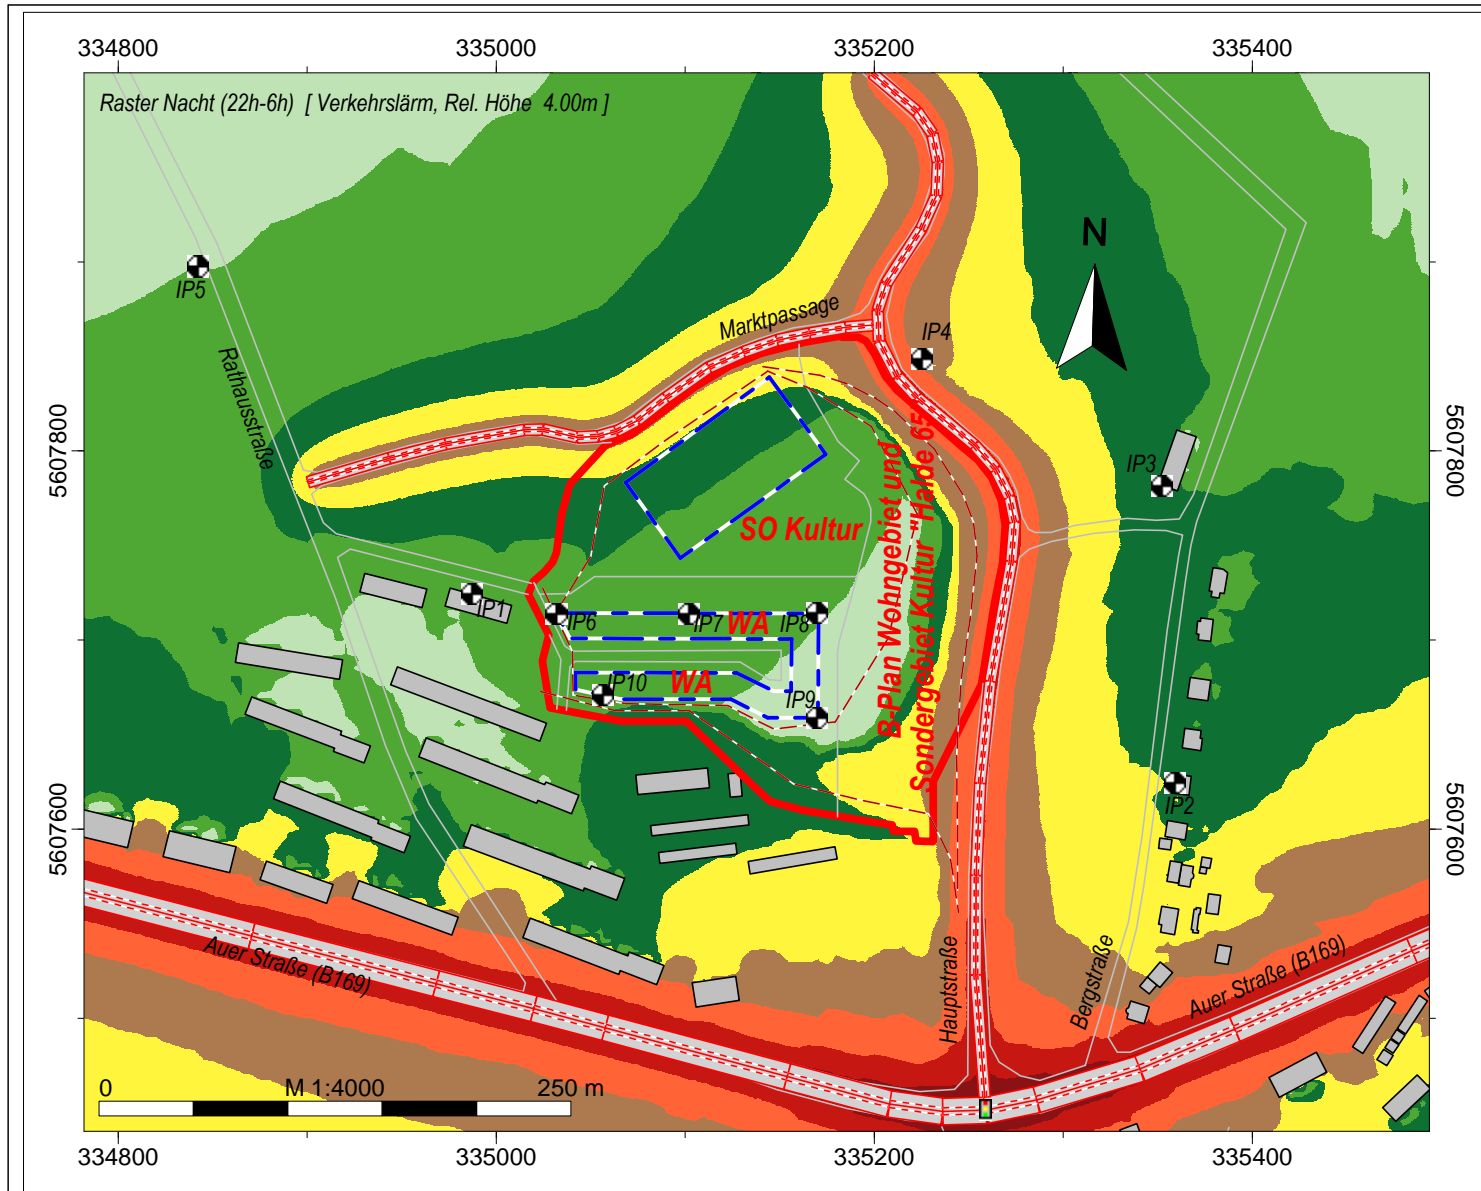 334800 335000 335200 335400
Raster Nacht (22h-6h) [ Verkehrslärm, Rel. Höhe 4.00m ]
N
IP5
Marktpassage
IP4
Rathausstraße
5607800
5607800
IP3
SO Kultur
B-Plan Wohngebiet und
Sondergebiet Kultur "Halde 65
IP1
IP6
IP7
WA
IP8
IP10
WA
IP9
IP2
5607600
5607600
Auer Straße (B169)
Hauptstraße
Bergstraße
Auer Straße (B169)
0 M 1:4000 250 m
334800 335000 335200 335400